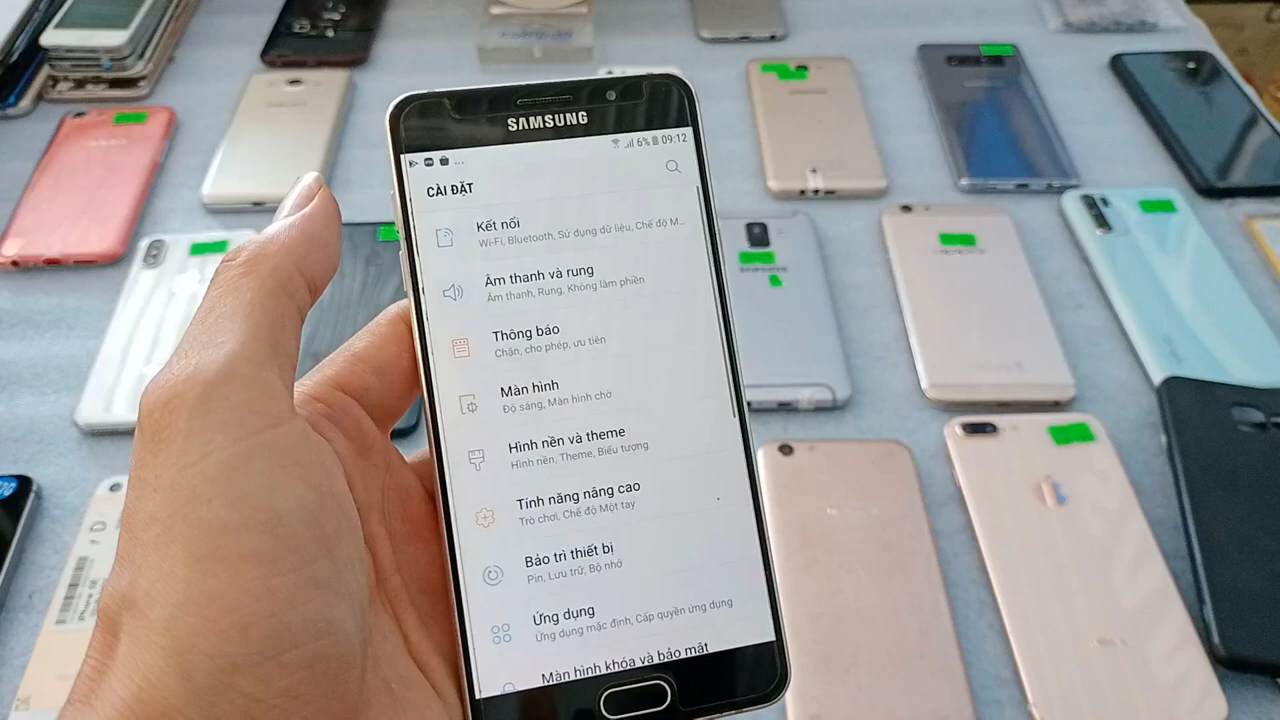 SAMSUNG
6% 09:12
CÀI ĐẶT
Kết nối
Wi-Fi, Bluetooth, Sử dụng dữ liệu, Chế độ M...
Âm thanh và rung
Âm thanh, Rung, Không làm phiền
Thông báo
Chặn, cho phép, ưu tiên
Màn hình
Độ sáng, Màn hình chờ
Hình nền và theme
Hình nền, Theme, Biểu tượng
Tính năng nâng cao
Trò chơi, Chế độ Một tay
Bảo trì thiết bị
Pin, Lưu trữ, Bộ nhớ
Ứng dụng
Ứng dụng mặc định, Cấp quyền ứng dụng
Màn hình khóa và bảo mật